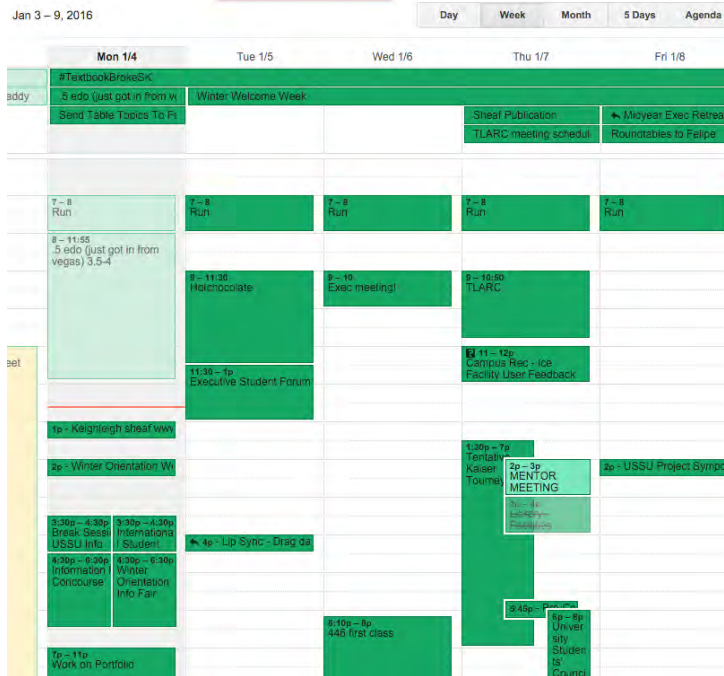 Jan 3 – 9, 2016
Day
Week
Month
5 Days
Agenda
Mon 1/4
Tue 1/5
Wed 1/6
Thu 1/7
Fri 1/8
#TextbookBrokeSK
addy
.5 edo (just got in from ve
Winter Welcome Week
Send Table Topics To Fe
Sheaf Publication
Midyear Exec Retrea
TLARC meeting schedul
Roundtables to Felipe
7 – 8
Run
7 – 8
Run
7 – 8
Run
7 – 8
Run
7 – 8
Run
8 – 11:55
.5 edo (just got in from
vegas) 3.5-4
9 – 11:30
Hotchocolate
9 – 10
Exec meeting!
9 – 10:50
TLARC
eet
11 – 12p
Campus Rec - Ice
Facility User Feedback
11:30 – 1p
Executive Student Forum
1p - Keighleigh sheaf www
2p - Winter Orientation W
1:30p – 7p
Tentative
Kaiser
Tourney
2p – 3p
MENTOR
MEETING
2p - USSU Project Sympo
3p – 4p
Library -
Facilities
3:30p – 4:30p
Break Sessi
USSU Info
3:30p – 4:30p
Internationa
l Student
4p - Lip Sync - Drag da
4:30p – 6:30p
Information
Concourse
4:30p – 6:30p
Winter
Orientation
Info Fair
5:45p -
6p – 8p
Univer
sity
Studen
ts'
Counci
6:10p – 8p
446 first class
7p – 11p
Work on Portfolio